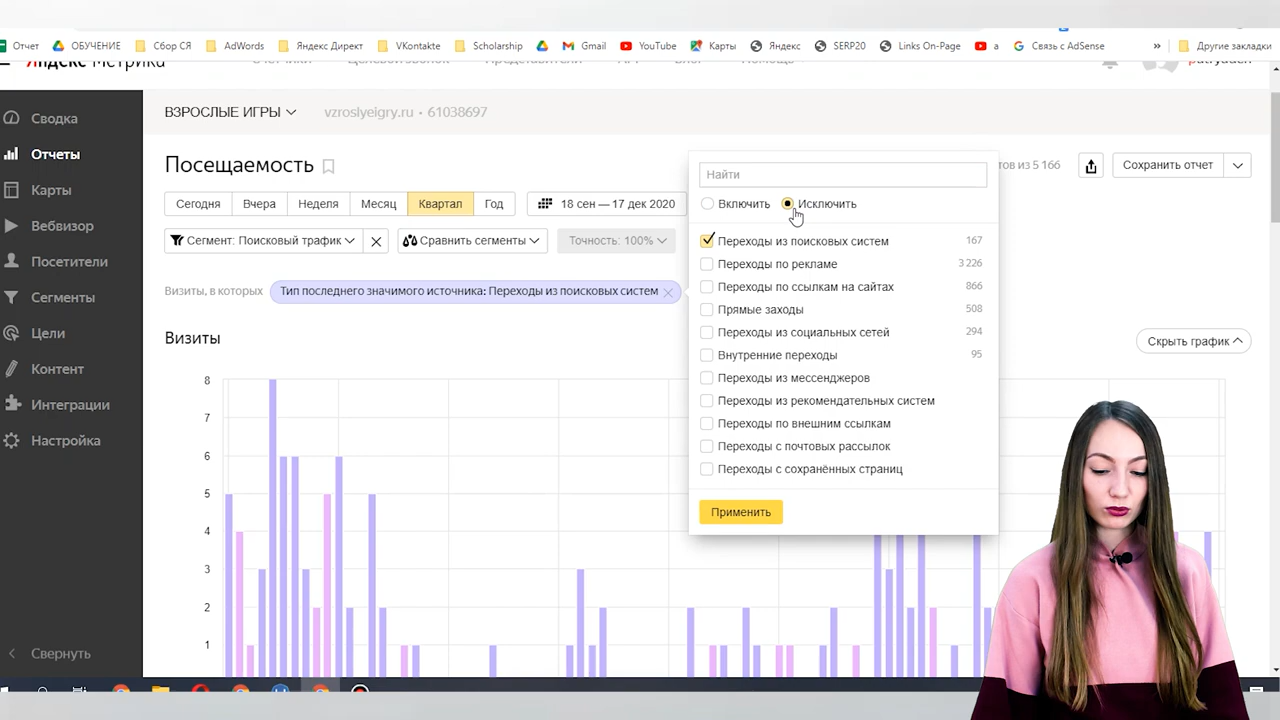 Отчет ОБУЧЕНИЕ Сбор СЯ AdWords Яндекс Директ VKontakte Scholarship Gmail YouTube Карты Яндекс SERP20 Links On-Page a Связь с AdSense » Другие закладки
Яндекс Метрика
ВЗРОСЛЫЕ ИГРЫ vzroslyeigry.ru • 61038697
Сводка
Отчеты
Карты
Вебвизор
Посетители
Сегменты
Цели
Контент
Интеграции
Настройка
Свернуть
Посещаемость
из 5 166 Сохранить отчет
Сегодня Вчера Неделя Месяц Квартал Год 18 сен — 17 дек 2020
Сегмент: Поисковый трафик Сравнить сегменты Точность: 100%
Визиты, в которых Тип последнего значимого источника: Переходы из поисковых систем
Визиты
Скрыть график
8
7
6
5
4
3
2
1
Найти
Включить Исключить
Переходы из поисковых систем 167
Переходы по рекламе 3 226
Переходы по ссылкам на сайтах 866
Прямые заходы 508
Переходы из социальных сетей 294
Внутренние переходы 95
Переходы из мессенджеров
Переходы из рекомендательных систем
Переходы по внешним ссылкам
Переходы с почтовых рассылок
Переходы с сохранённых страниц
Применить